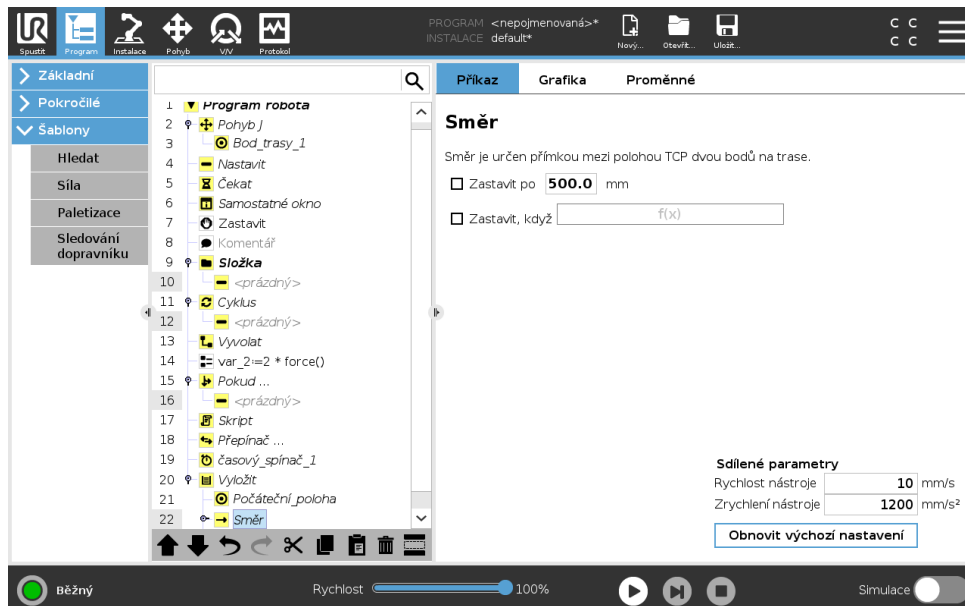 PROGRAM <nepojmenovaná>*
INSTALACE default*
Spustit Program Instalace Pohyb V/V Protokol
Nový... Otevřít... Uložit...
C C
C C
Základní
Pokročilé
Šablony
Hledat
Síla
Paletizace
Sledování
dopravníku
1 Program robota
2 Pohyb J
3 Bod_trasy_1
4 Nastavit
5 Čekat
6 Samostatné okno
7 Zastavit
8 Komentář
9 Složka
10 <prázdný>
11 Cyklus
12 <prázdný>
13 Vyvolat
14 var_2:=2 * force()
15 Pokud ...
16 <prázdný>
17 Skript
18 Přepínač ...
19 časový_spínač_1
20 Vyložit
21 Počáteční_poloha
22 Směr
Příkaz Grafika Proměnné
Směr
Směr je určen přímkou mezi polohou TCP dvou bodů na trase.
Zastavit po 500.0 mm
Zastavit, když f(x)
Sdílené parametry
Rychlost nástroje 10 mm/s
Zrychlení nástroje 1200 mm/s²
Obnovit výchozí nastavení
Běžný
Rychlost 100%
Simulace